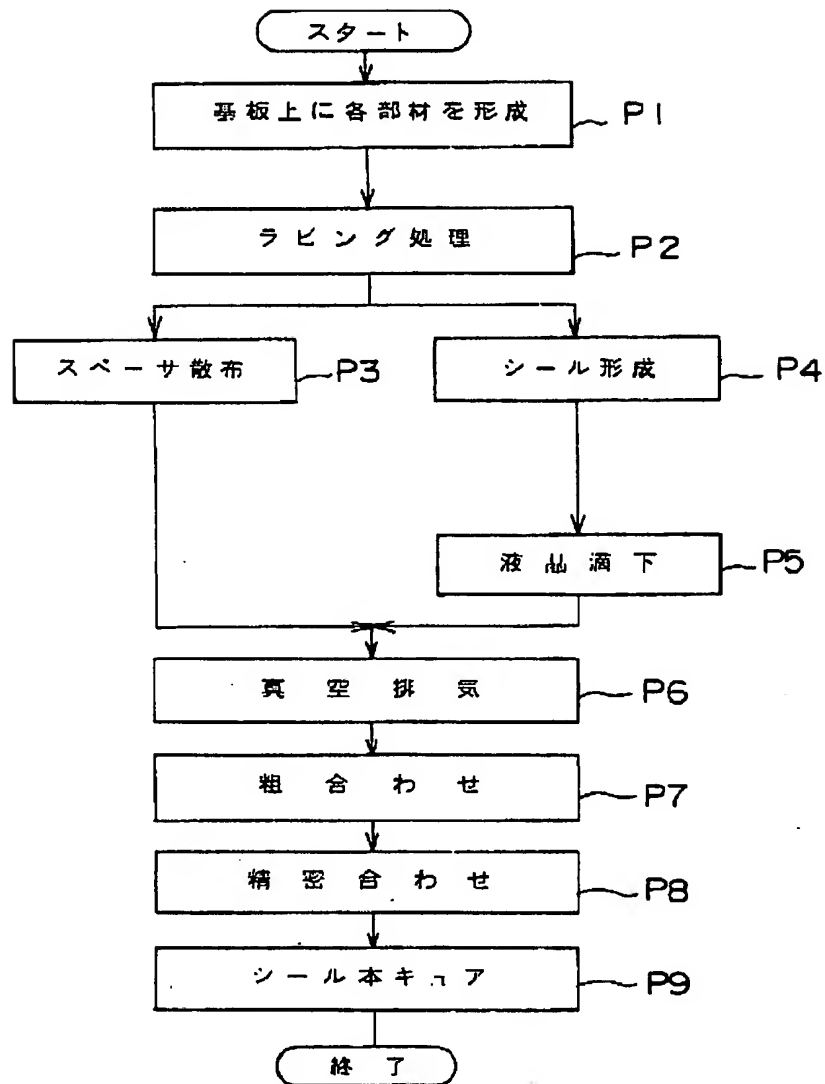 スタート
基板上に各部材を形成 P1
ラビング処理 P2
スペーサ散布 P3
シール形成 P4
液晶滴下 P5
真空排気 P6
粗合わせ P7
精密合わせ P8
シール本キュア P9
終了